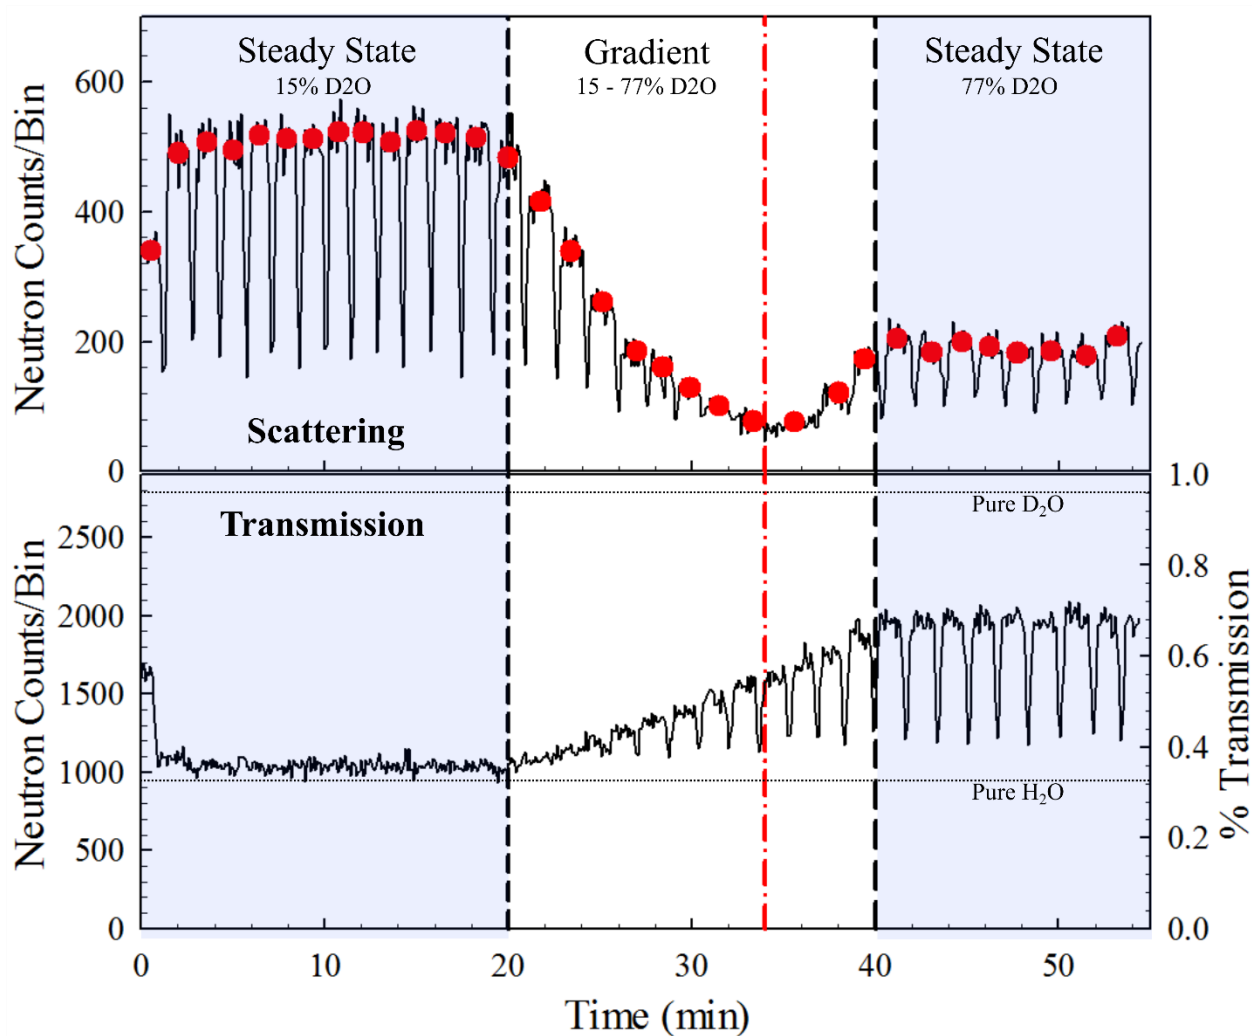 Steady State
15% D2O
Gradient
15 - 77% D2O
Steady State
77% D2O
Neutron Counts/Bin
600
400
200
0
Scattering
Transmission
Neutron Counts/Bin
2500
2000
1500
1000
500
0
Pure D₂O
Pure H₂O
1.0
0.8
0.6
0.4
0.2
0.0
% Transmission
0 10 20 30 40 50
Time (min)